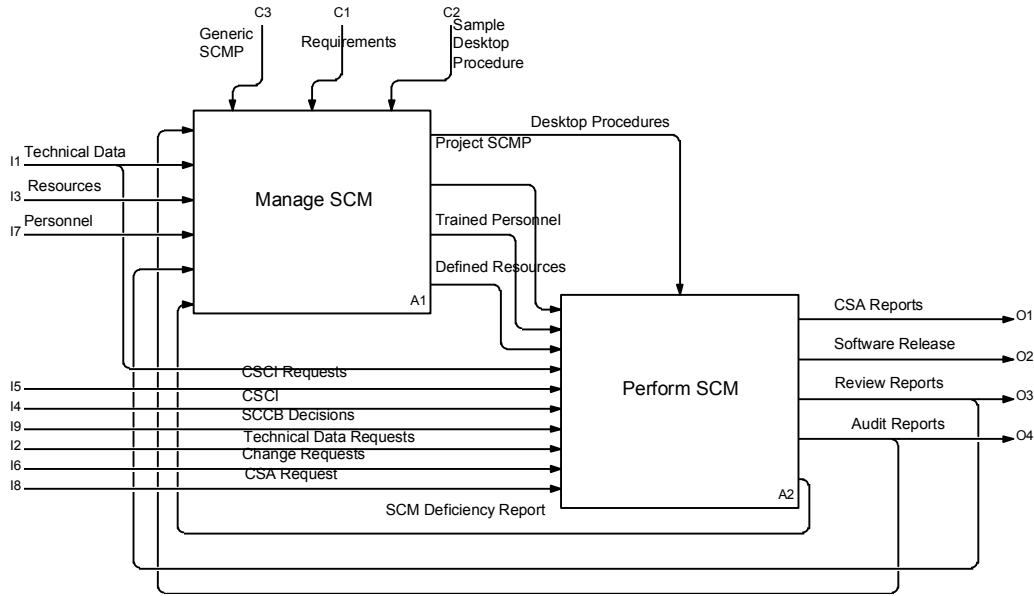 C3
C1
C2
Generic
SCMP
Requirements
Sample
Desktop
Procedure
Desktop Procedures
Project SCMP
I1
Technical Data
I3
Resources
I7
Personnel
Manage SCM
Trained Personnel
Defined Resources
A1
CSA Reports
O1
Software Release
O2
Review Reports
O3
Audit Reports
O4
Perform SCM
A2
I5
CSCI Requests
I4
CSCI
I9
SCCB Decisions
I2
Technical Data Requests
I6
Change Requests
I8
CSA Request
SCM Deficiency Report